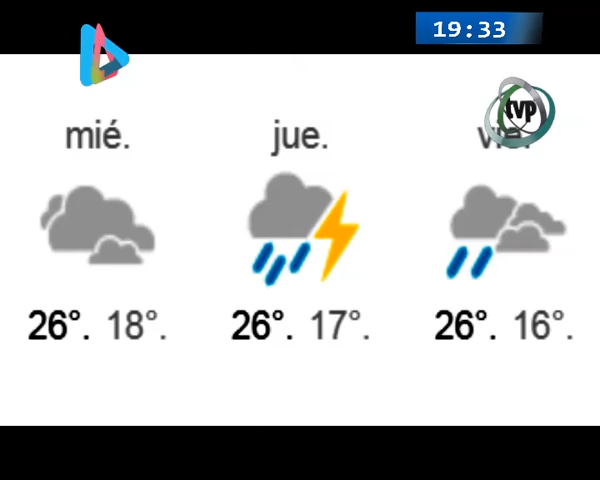 19:33
tvp
mié. jue.
26°. 18°. 26°. 17°. 26°. 16°.